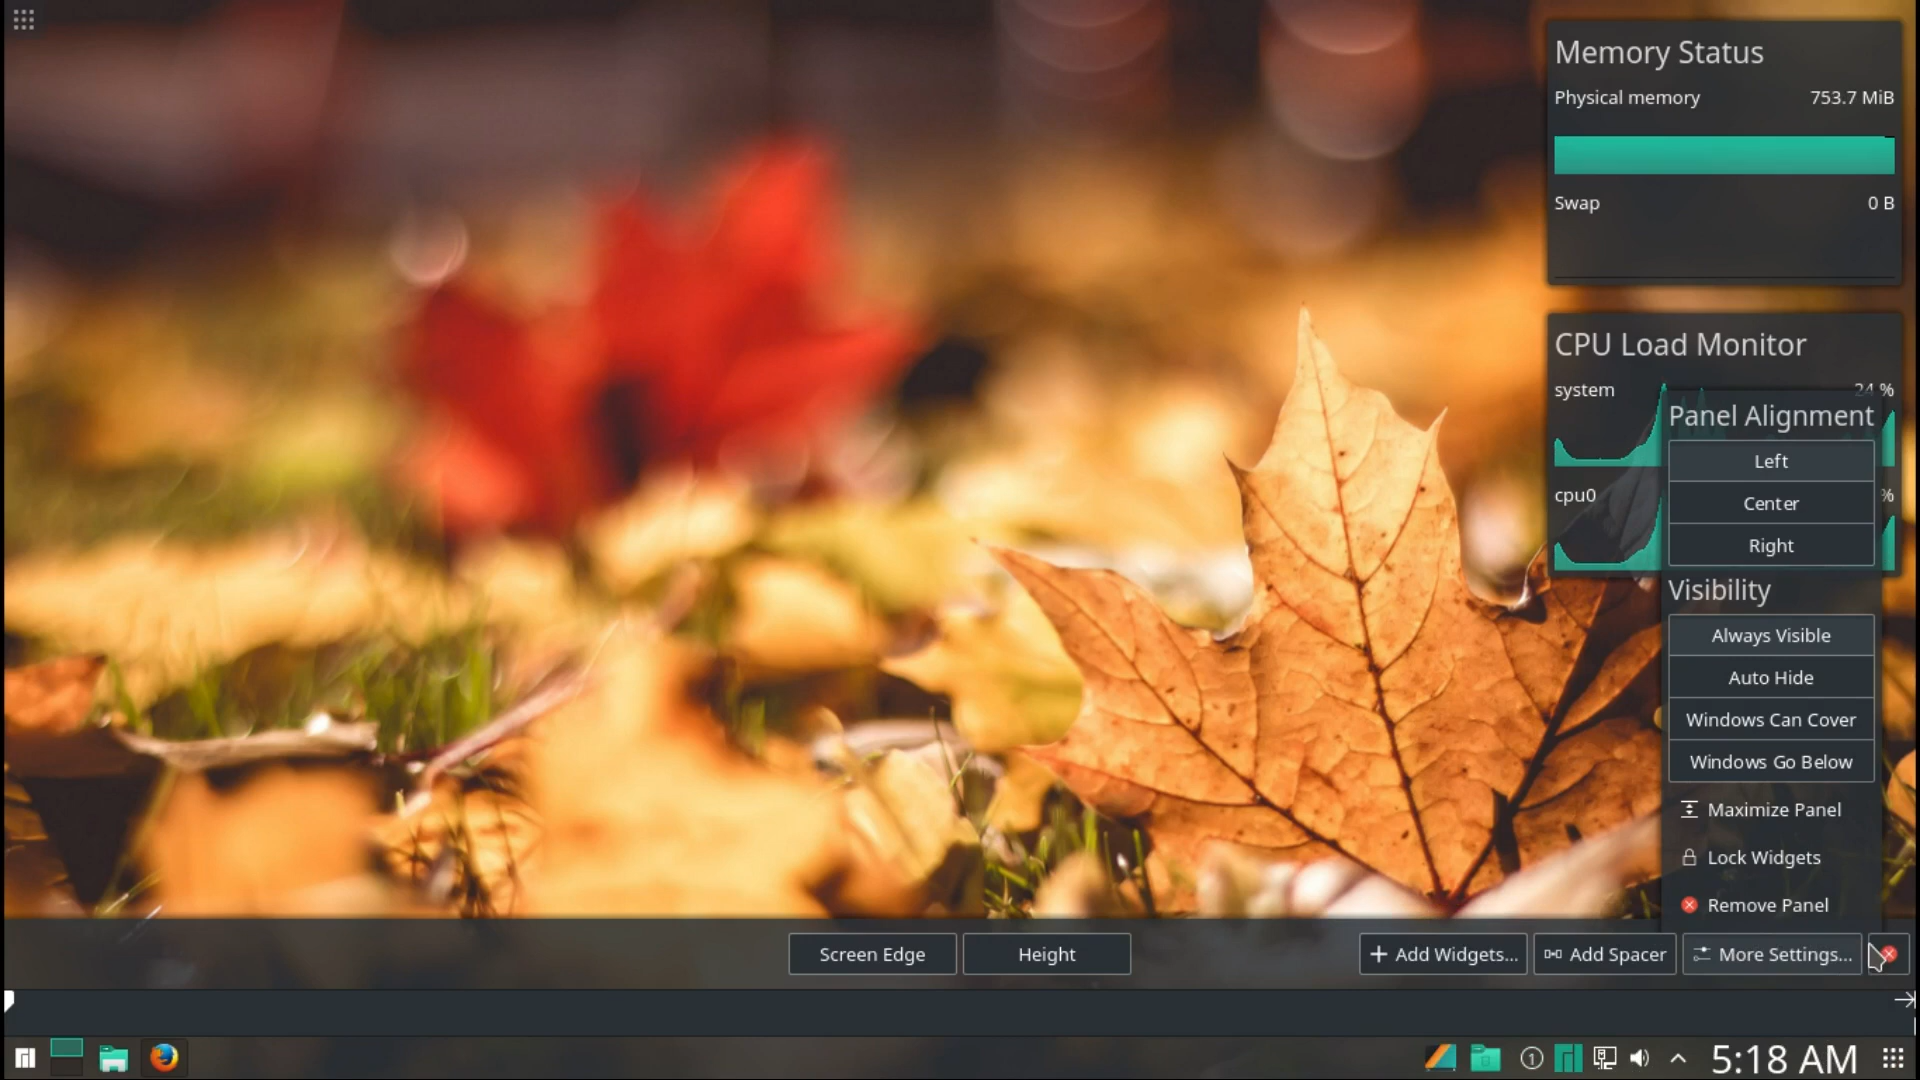 Memory Status
Physical memory 753.7 MiB
Swap 0 B
CPU Load Monitor
system 24 %
Panel Alignment
Left
cpu0 %
Center
Right
Visibility
Always Visible
Auto Hide
Windows Can Cover
Windows Go Below
Maximize Panel
Lock Widgets
Remove Panel
Screen Edge Height Add Widgets... Add Spacer More Settings...
1 5:18 AM